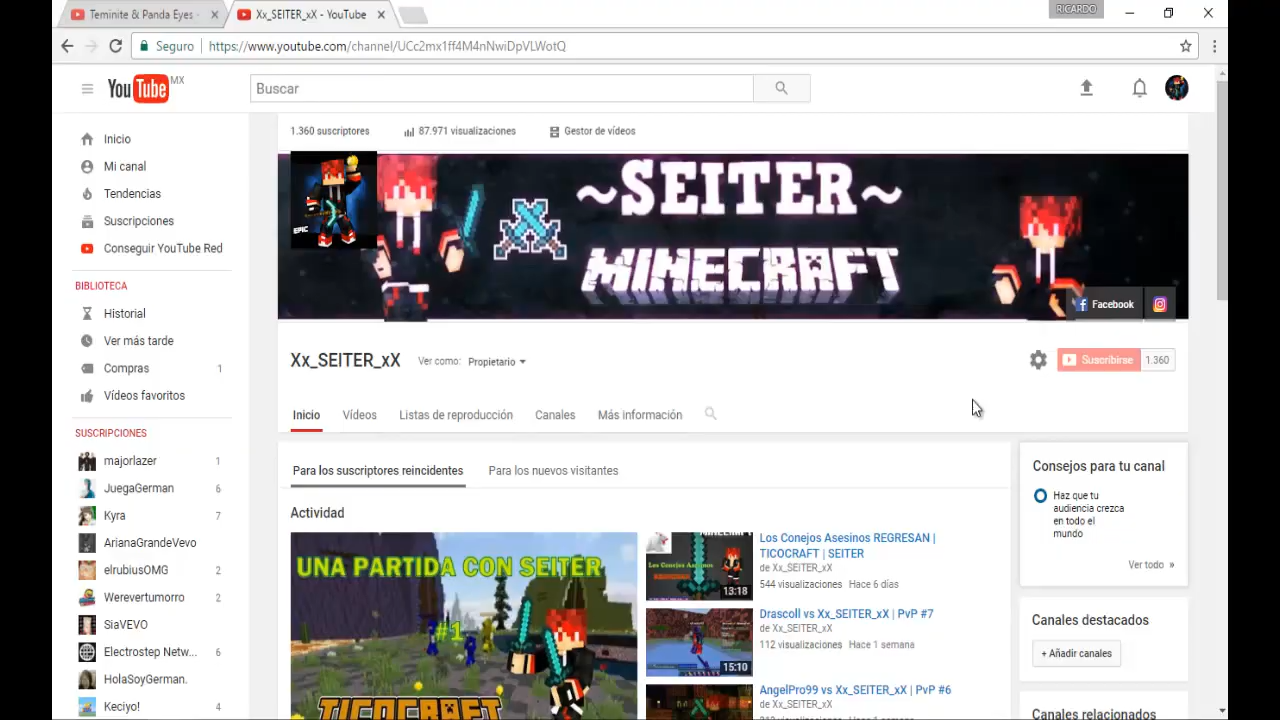 Teminite & Panda Eyes -
Xx_SEITER_xX - YouTube
RICARDO
Seguro
https://www.youtube.com/channel/UCc2mx1ff4M4nNwiDpVLWotQ
YouTube MX
Buscar
Inicio
Mi canal
Tendencias
Suscripciones
Conseguir YouTube Red
BIBLIOTECA
Historial
Ver más tarde
Compras 1
Vídeos favoritos
SUSCRIPCIONES
majorlazer 1
JuegaGerman 6
Kyra 7
ArianaGrandeVevo
elrubiusOMG 2
Werevertumorro 2
SiaVEVO
Electrostep Netw... 6
HolaSoyGerman.
Keciyo! 4
1.360 suscriptores
87.971 visualizaciones
Gestor de vídeos
EPIC
~SEITER~
MINECRAFT
Facebook
Xx_SEITER_xX
Ver como: Propietario
Suscribirse 1.360
Inicio
Vídeos
Listas de reproducción
Canales
Más información
Para los suscriptores reincidentes
Para los nuevos visitantes
Actividad
UNA PARTIDA CON SEITER
#1
TICOCRAFT
13:18
Los Conejos Asesinos REGRESAN |
TICOCRAFT | SEITER
de Xx_SEITER_xX
544 visualizaciones Hace 6 días
15:10
Drascoll vs Xx_SEITER_xX | PvP #7
de Xx_SEITER_xX
112 visualizaciones Hace 1 semana
AngelPro99 vs Xx_SEITER_xX | PvP #6
de Xx_SEITER_xX
Consejos para tu canal
Haz que tu
audiencia crezca
en todo el
mundo
Ver todo »
Canales destacados
+ Añadir canales
Canales relacionados